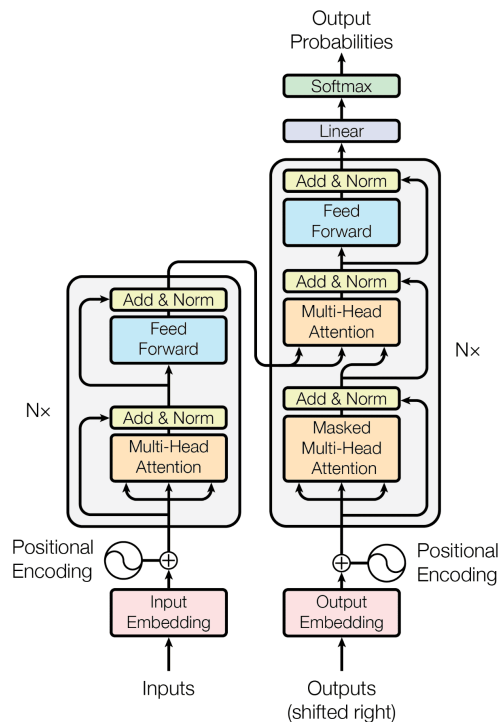 Output
Probabilities
Softmax
Linear
Add & Norm
Feed
Forward
Add & Norm
Multi-Head
Attention
Add & Norm
Masked
Multi-Head
Attention
N×
Positional
Encoding
Output
Embedding
Outputs
(shifted right)
Add & Norm
Feed
Forward
N×
Add & Norm
Multi-Head
Attention
Positional
Encoding
Input
Embedding
Inputs